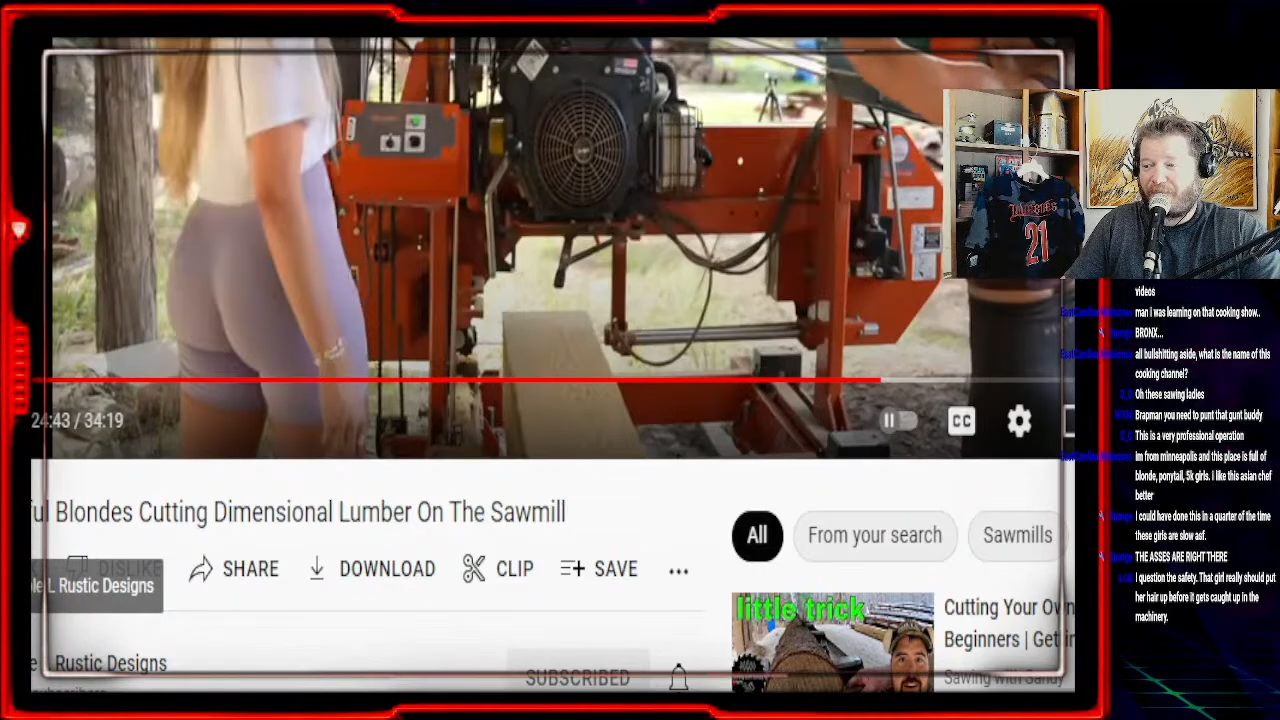 21
24:43 / 34:19
CC
ful Blondes Cutting Dimensional Lumber On The Sawmill
DISLIKE
SHARE
DOWNLOAD
CLIP
SAVE
...
le L Rustic Designs
Rustic Designs
subscribers
SUBSCRIBED
All
From your search
Sawmills
little trick
Cutting Your Own
Beginners | Get
Sawing with Sandy
videos
man I was learning on that cooking show..
BRONX...
all bullshitting aside, what is the name of this
cooking channel?
Oh these sawing ladies
Brapman you need to punt that gunt buddy
This is a very professional operation
im from minneapolis and this place is full of
blonde, ponytail, 5k girls. i like this asian chef
better
I could have done this in a quarter of the time
these girls are slow asf.
THE ASSES ARE RIGHT THERE
I question the safety. That girl really should put
her hair up before it gets caught up in the
machinery.